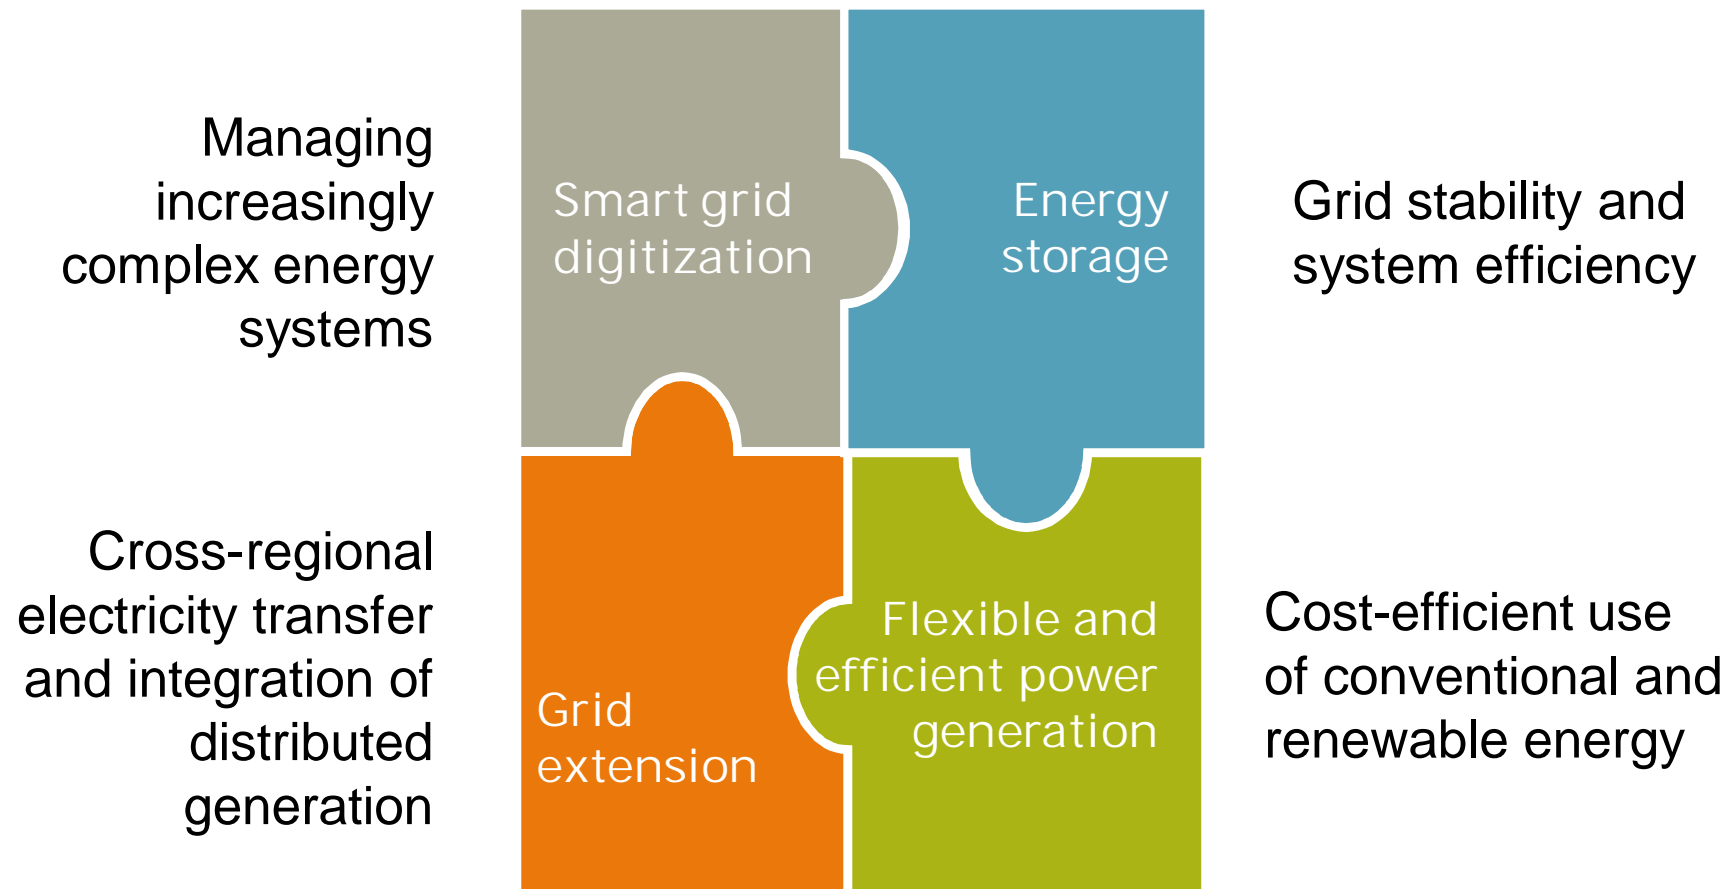 Managing
increasingly
complex energy
systems
Smart grid
digitization
Energy
storage
Grid stability and
system efficiency
Cross-regional
electricity transfer
and integration of
distributed
generation
Grid
extension
Flexible and
efficient power
generation
Cost-efficient use
of conventional and
renewable energy